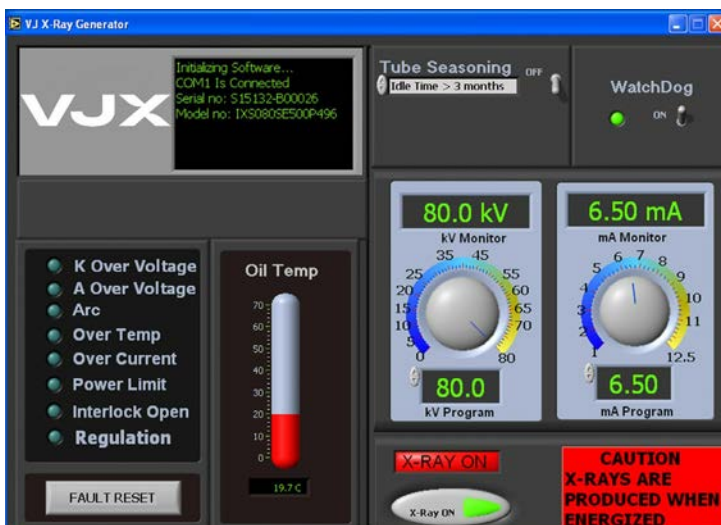 VJ X-Ray Generator
VJX
Initializing Software...
COM1 Is Connected
Serial no: S15132-B00026
Model no: IXS080SE500P496
Tube Seasoning
OFF
Idle Time > 3 months
WatchDog
ON
80.0 kV
kV Monitor
0
5
10
15
20
25
35
45
55
60
65
70
80
80.0
kV Program
6.50 mA
mA Monitor
1
2
3
4
5
6
7
8
9
10
11
12.5
6.50
mA Program
K Over Voltage
A Over Voltage
Arc
Over Temp
Over Current
Power Limit
Interlock Open
Regulation
FAULT RESET
Oil Temp
70
60
50
40
30
20
10
0
19.7 C
X-RAY ON
X-Ray ON
CAUTION
X-RAYS ARE
PRODUCED WHEN
ENERGIZED